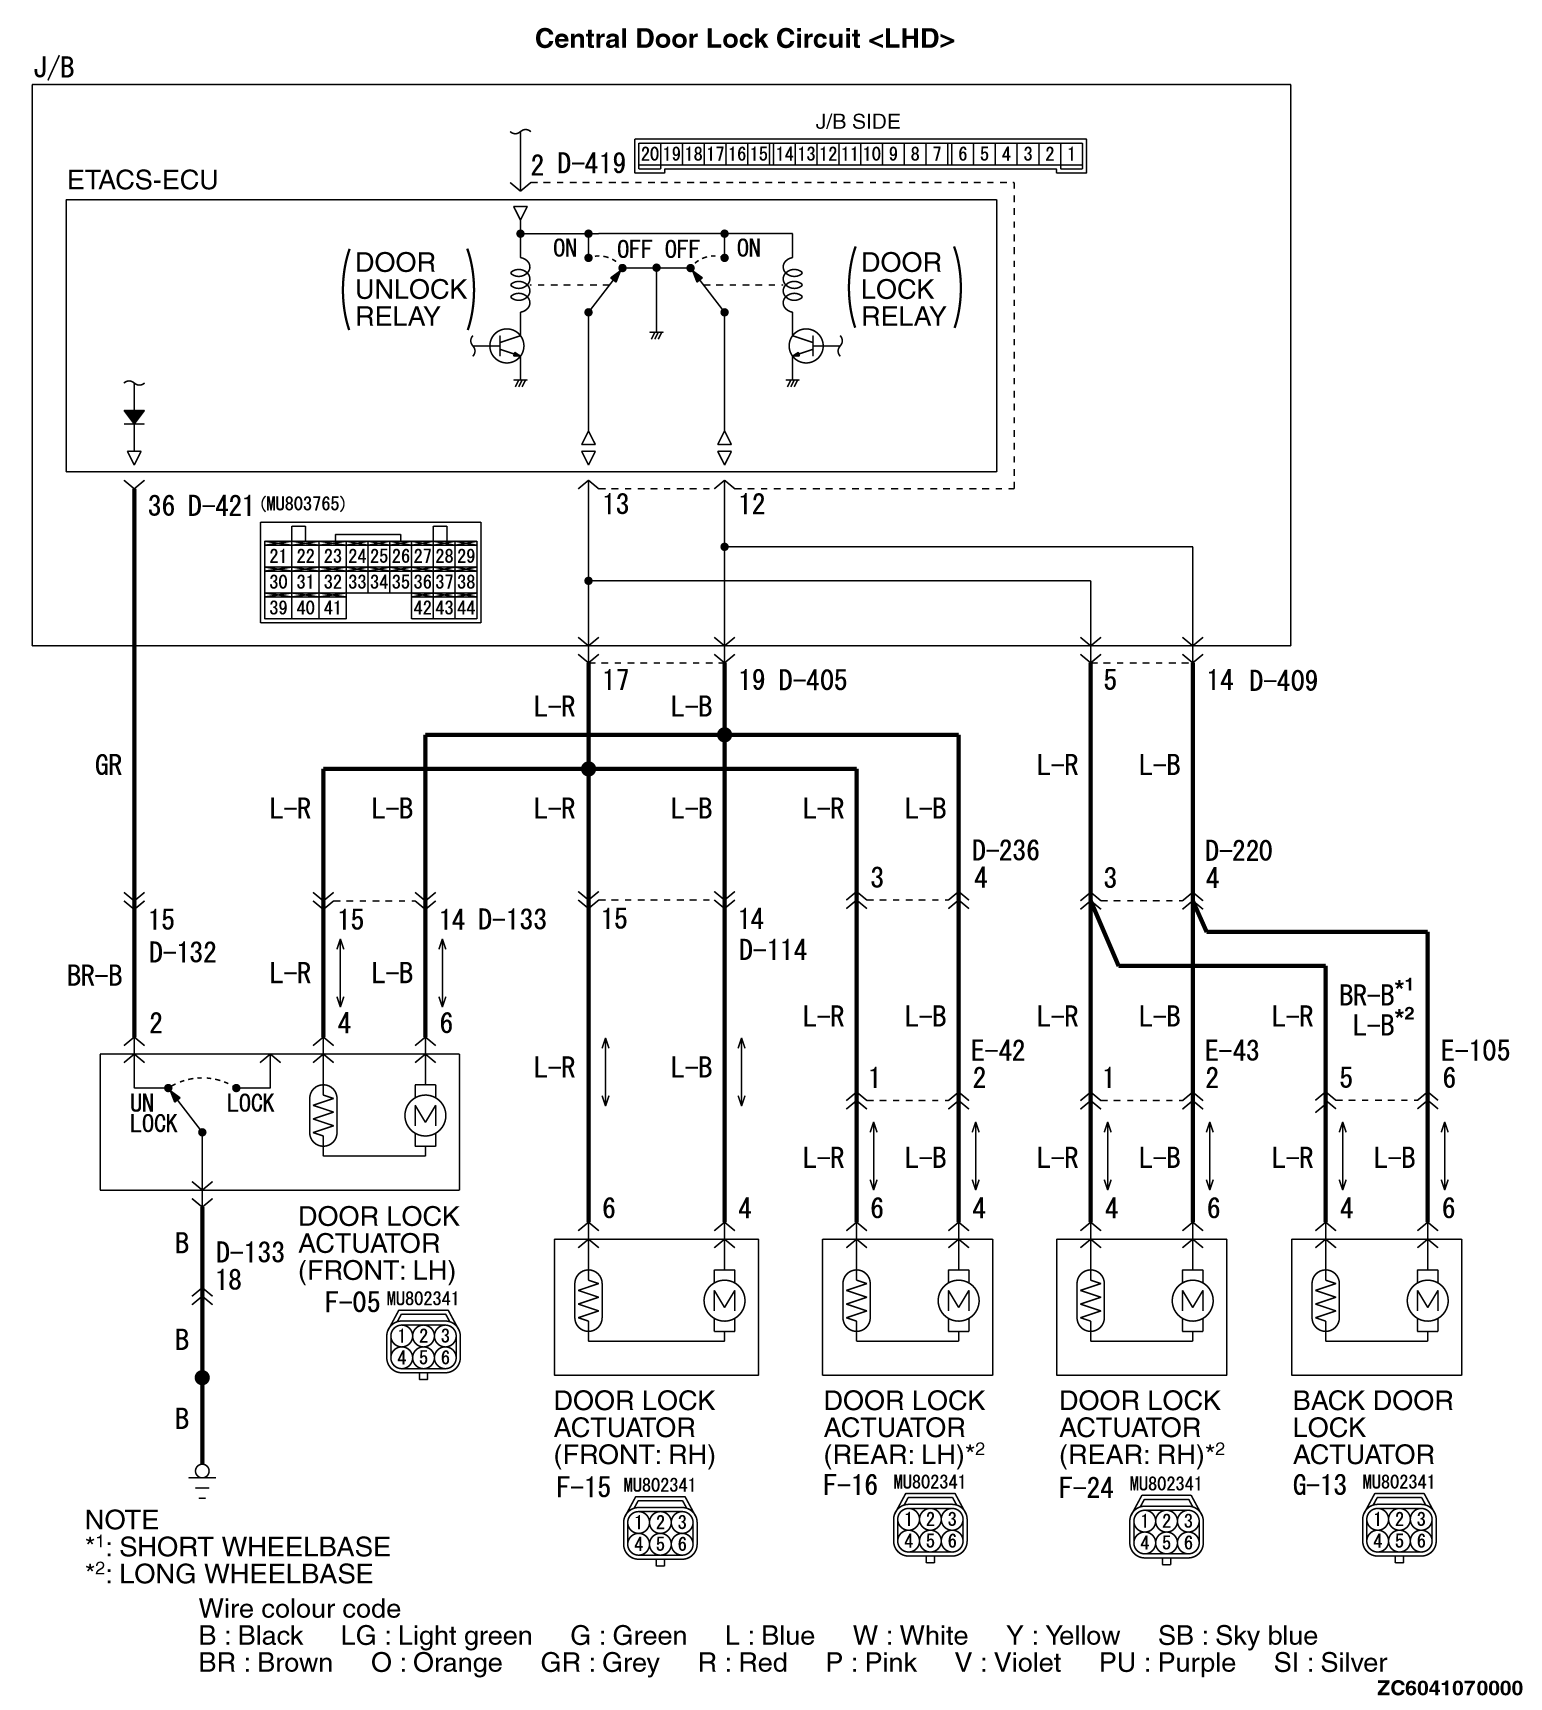 Central Door Lock Circuit <LHD>
J/B
J/B SIDE
2 D-419
20 19 18 17 16 15 14 13 12 11 10 9 8 7 6 5 4 3 2 1
ETACS-ECU
ON OFF OFF ON
(DOOR
UNLOCK
RELAY)
(DOOR
LOCK
RELAY)
36 D-421 (MU803765)
13
12
21 22 23 24 25 26 27 28 29
30 31 32 33 34 35 36 37 38
39 40 41 42 43 44
17
19 D-405
5
14 D-409
L-R
L-B
GR
L-R
L-B
L-R
L-B
L-R
L-B
L-R
L-B
D-236
3
4
D-220
3
4
15
D-132
15
14 D-133
15
14
D-114
BR-B
L-R
L-B
L-R
L-B
L-R
L-B
L-R
BR-B*1
L-B*2
2
4
6
L-R
L-B
E-42
1
2
E-43
1
2
E-105
5
6
UN
LOCK
LOCK
M
L-R
L-B
L-R
L-B
L-R
L-B
6
4
6
4
4
6
4
6
DOOR LOCK
ACTUATOR
(FRONT: LH)
F-05 MU802341
1 2 3
4 5 6
B
D-133
18
B
B
M
M
M
M
DOOR LOCK
ACTUATOR
(FRONT: RH)
F-15 MU802341
1 2 3
4 5 6
DOOR LOCK
ACTUATOR
(REAR: LH)*2
F-16 MU802341
1 2 3
4 5 6
DOOR LOCK
ACTUATOR
(REAR: RH)*2
F-24 MU802341
1 2 3
4 5 6
BACK DOOR
LOCK
ACTUATOR
G-13 MU802341
1 2 3
4 5 6
NOTE
*1: SHORT WHEELBASE
*2: LONG WHEELBASE
Wire colour code
B : Black LG : Light green G : Green L : Blue W : White Y : Yellow SB : Sky blue
BR : Brown O : Orange GR : Grey R : Red P : Pink V : Violet PU : Purple SI : Silver
ZC6041070000